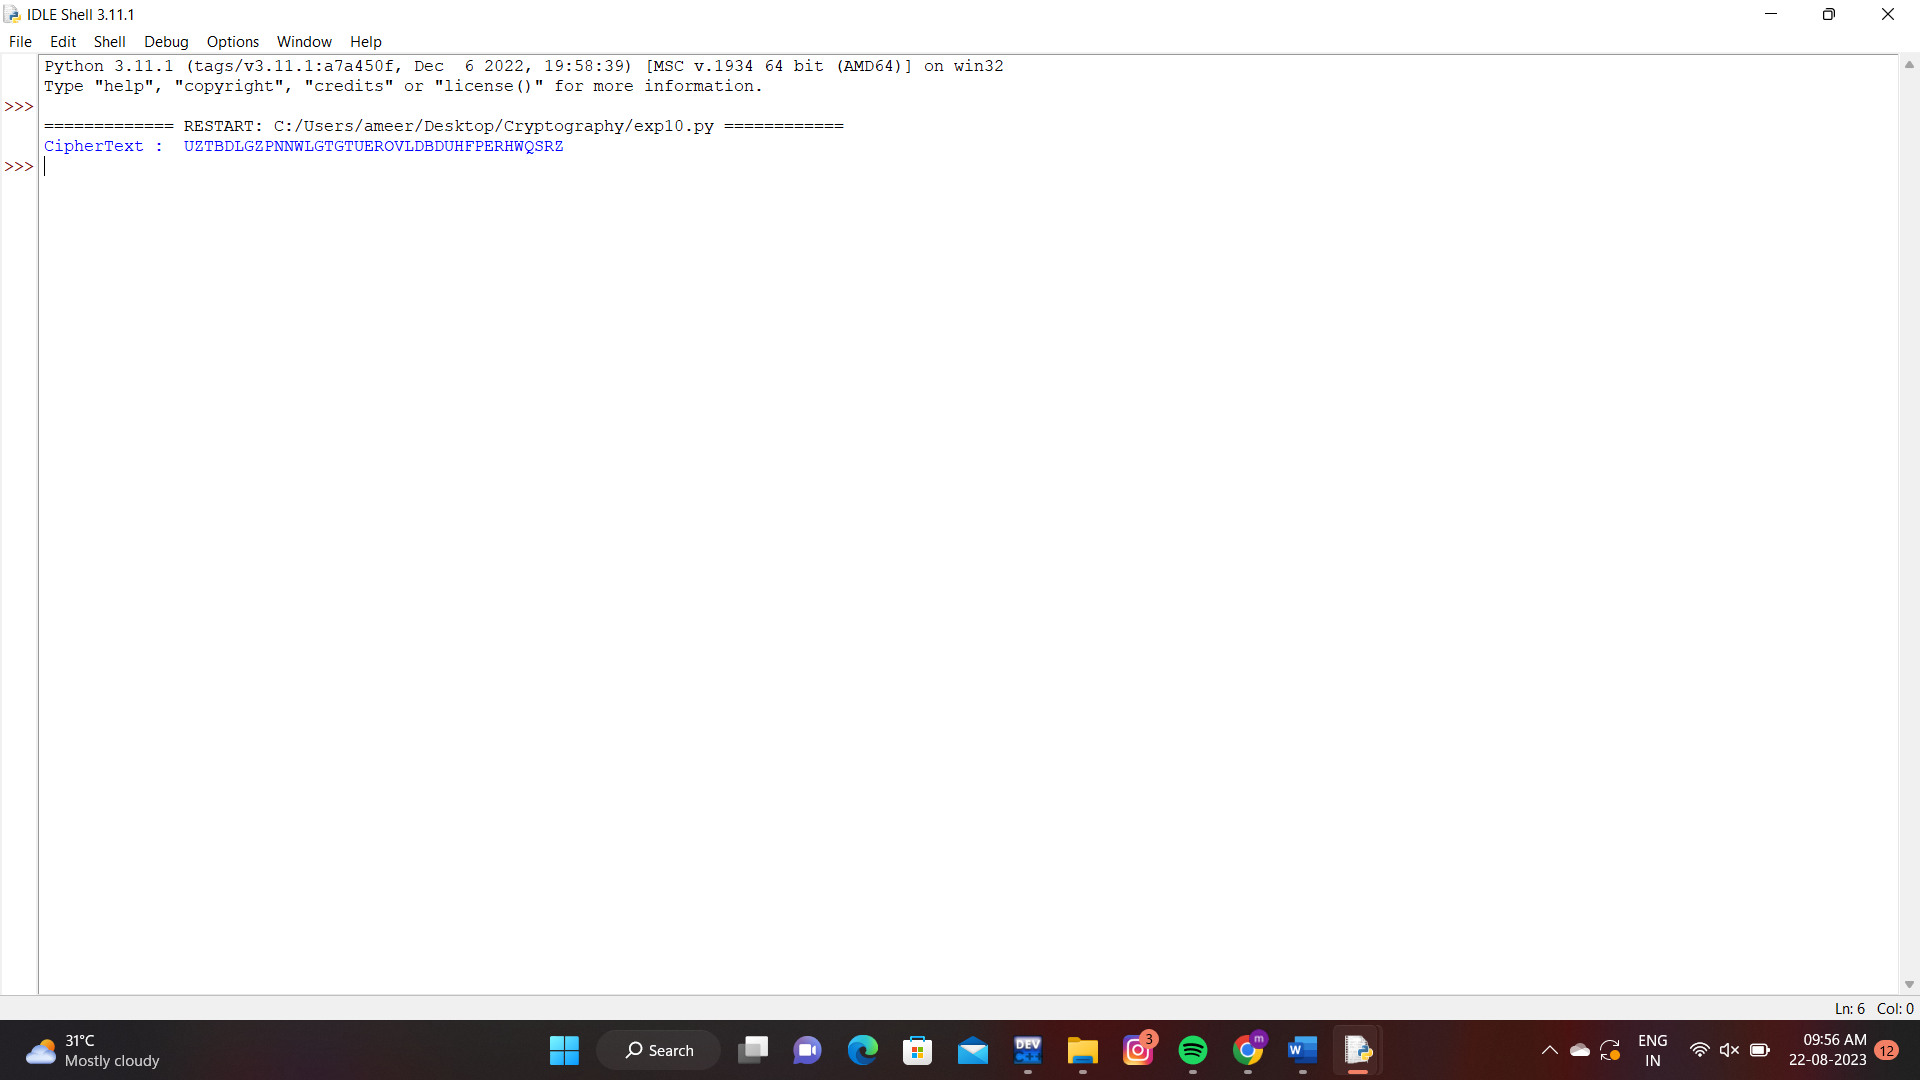 IDLE Shell 3.11.1
File Edit Shell Debug Options Window Help
Python 3.11.1 (tags/v3.11.1:a7a450f, Dec  6 2022, 19:58:39) [MSC v.1934 64 bit (AMD64)] on win32
Type "help", "copyright", "credits" or "license()" for more information.
>>>
============= RESTART: C:/Users/ameer/Desktop/Cryptography/exp10.py ============
CipherText :  UZTBDLGZPNNWLGTGTUEROVLDBDUHFPERHWQSRZ
>>>
Ln: 6 Col: 0
31°C
Mostly cloudy
Search
DEV
C++
3
m
W
ENG
IN
09:56 AM
22-08-2023
12